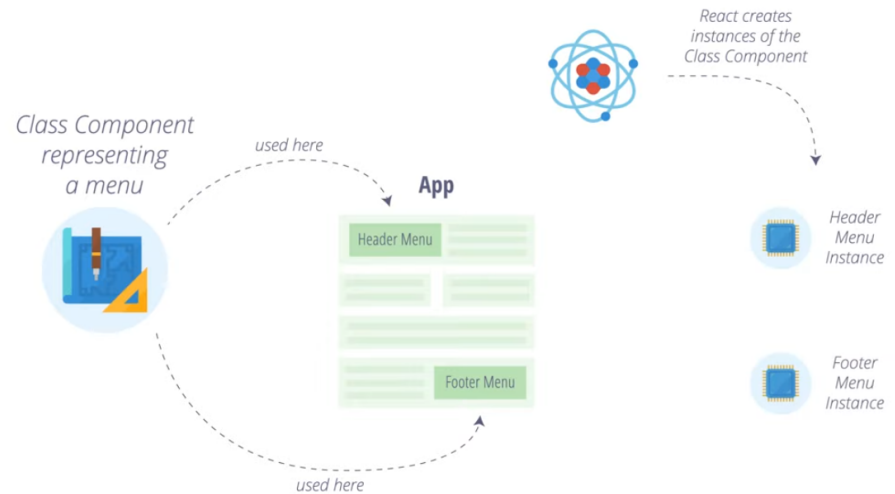 React creates
instances of the
Class Component
Class Component
representing
a menu
used here
App
Header Menu
Header
Menu
Instance
Footer Menu
Footer
Menu
Instance
used here